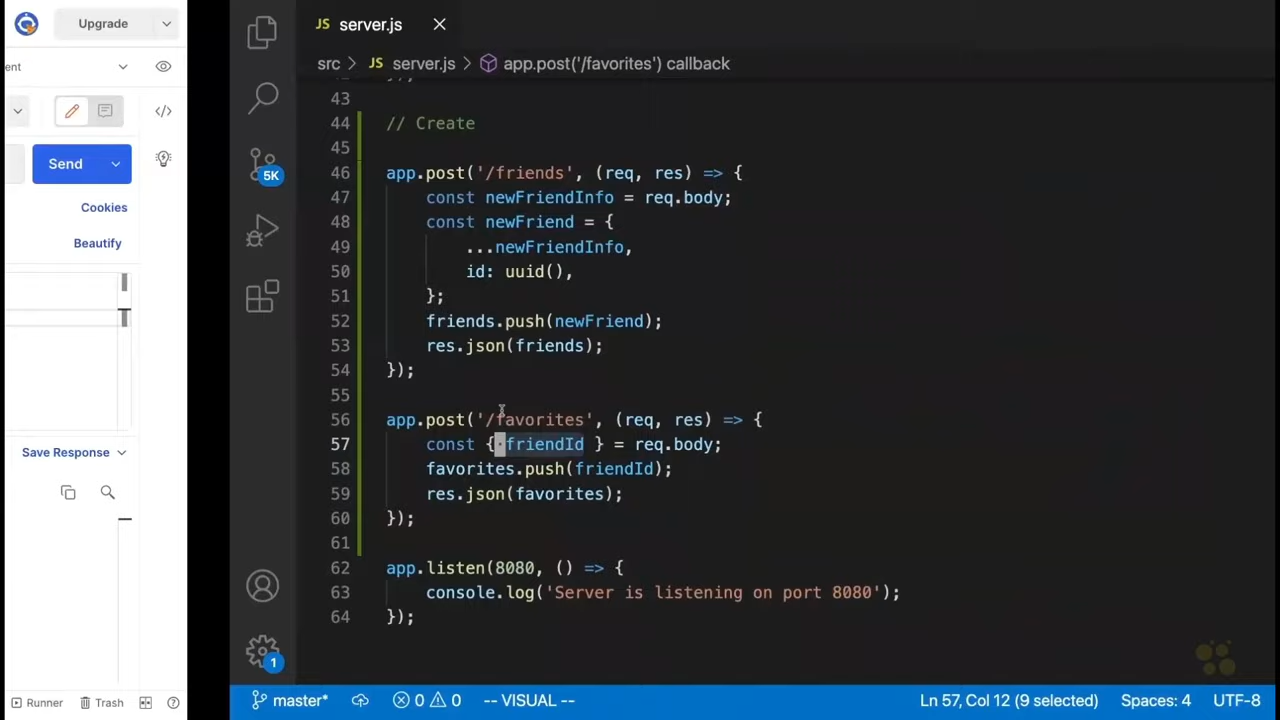 Upgrade
ent
Send
Cookies
Beautify
Save Response
Runner
Trash
5K
1
JS server.js
src > JS server.js > app.post('/favorites') callback
43
44 // Create
45
46 app.post('/friends', (req, res) => {
47 const newFriendInfo = req.body;
48 const newFriend = {
49 ...newFriendInfo,
50 id: uuid(),
51 };
52 friends.push(newFriend);
53 res.json(friends);
54 });
55
56 app.post('/favorites', (req, res) => {
57 const { friendId } = req.body;
58 favorites.push(friendId);
59 res.json(favorites);
60 });
61
62 app.listen(8080, () => {
63 console.log('Server is listening on port 8080');
64 });
master* 0 0 -- VISUAL -- Ln 57, Col 12 (9 selected) Spaces: 4 UTF-8